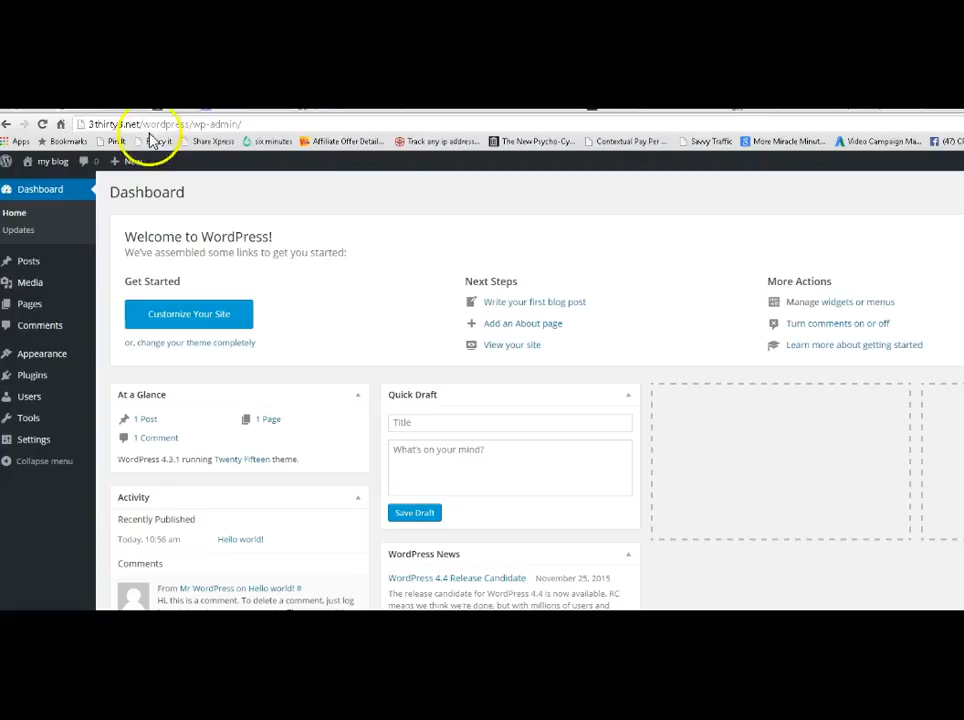 3thirty3.net/wordpress/wp-admin/
Apps Bookmarks Pin It Share Xpress sixminutes Affiliate Offer Detail... Track any ip address... The New Psycho-Cy... Contextual Pay Per... Savvy Traffic More Miracle Minut... Video Campaign Ma...
my blog 0
Dashboard
Home
Updates
Posts
Media
Pages
Comments
Appearance
Plugins
Users
Tools
Settings
Collapse menu
Dashboard
Welcome to WordPress!
We've assembled some links to get you started:
Get Started
Customize Your Site
or, change your theme completely
Next Steps
Write your first blog post
Add an About page
View your site
More Actions
Manage widgets or menus
Turn comments on or off
Learn more about getting started
At a Glance
1 Post 1 Page
1 Comment
WordPress 4.3.1 running Twenty Fifteen theme.
Activity
Recently Published
Today, 10:56 am Hello world!
Comments
From Mr WordPress on Hello world! #
Hi, this is a comment. To delete a comment, just log
Quick Draft
Title
What's on your mind?
Save Draft
WordPress News
WordPress 4.4 Release Candidate November 25, 2015
The release candidate for WordPress 4.4 is now available. RC
means we think we're done, but with millions of users and